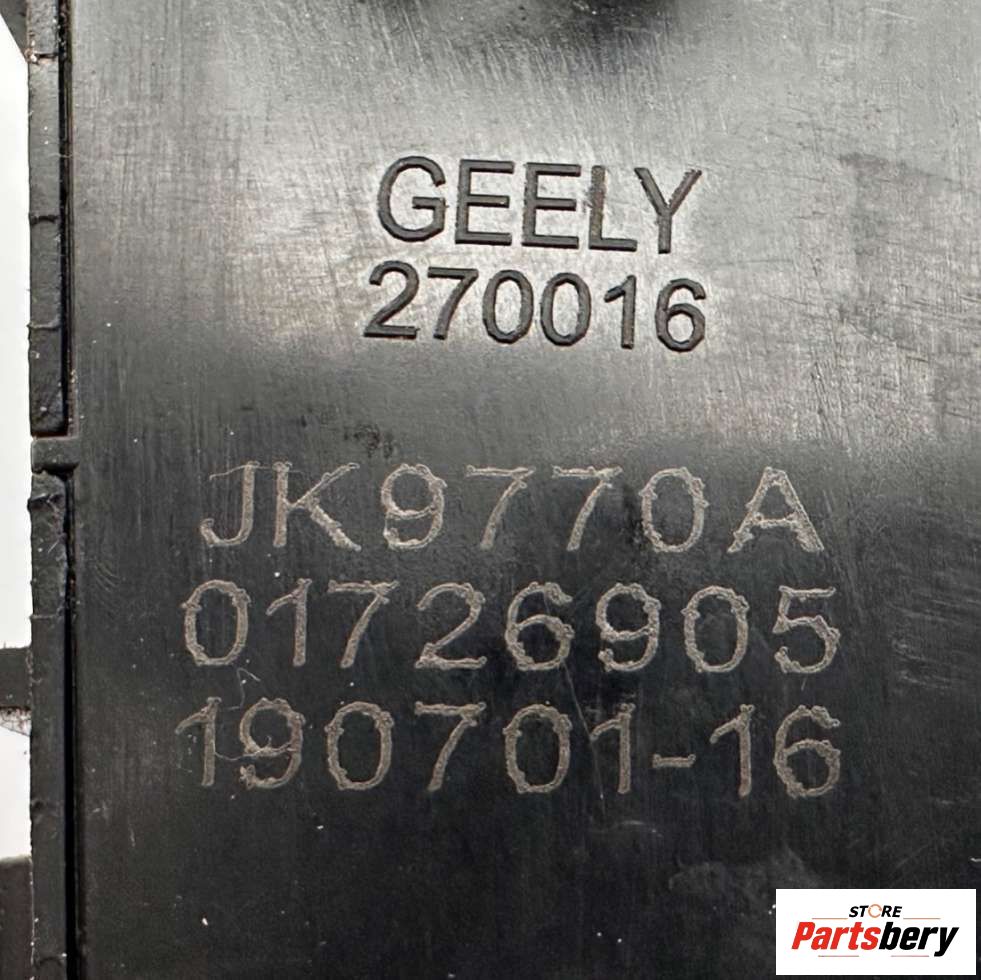 GEELY
270016
JK9770A
01726905
190701-16
STORE
Partsbery